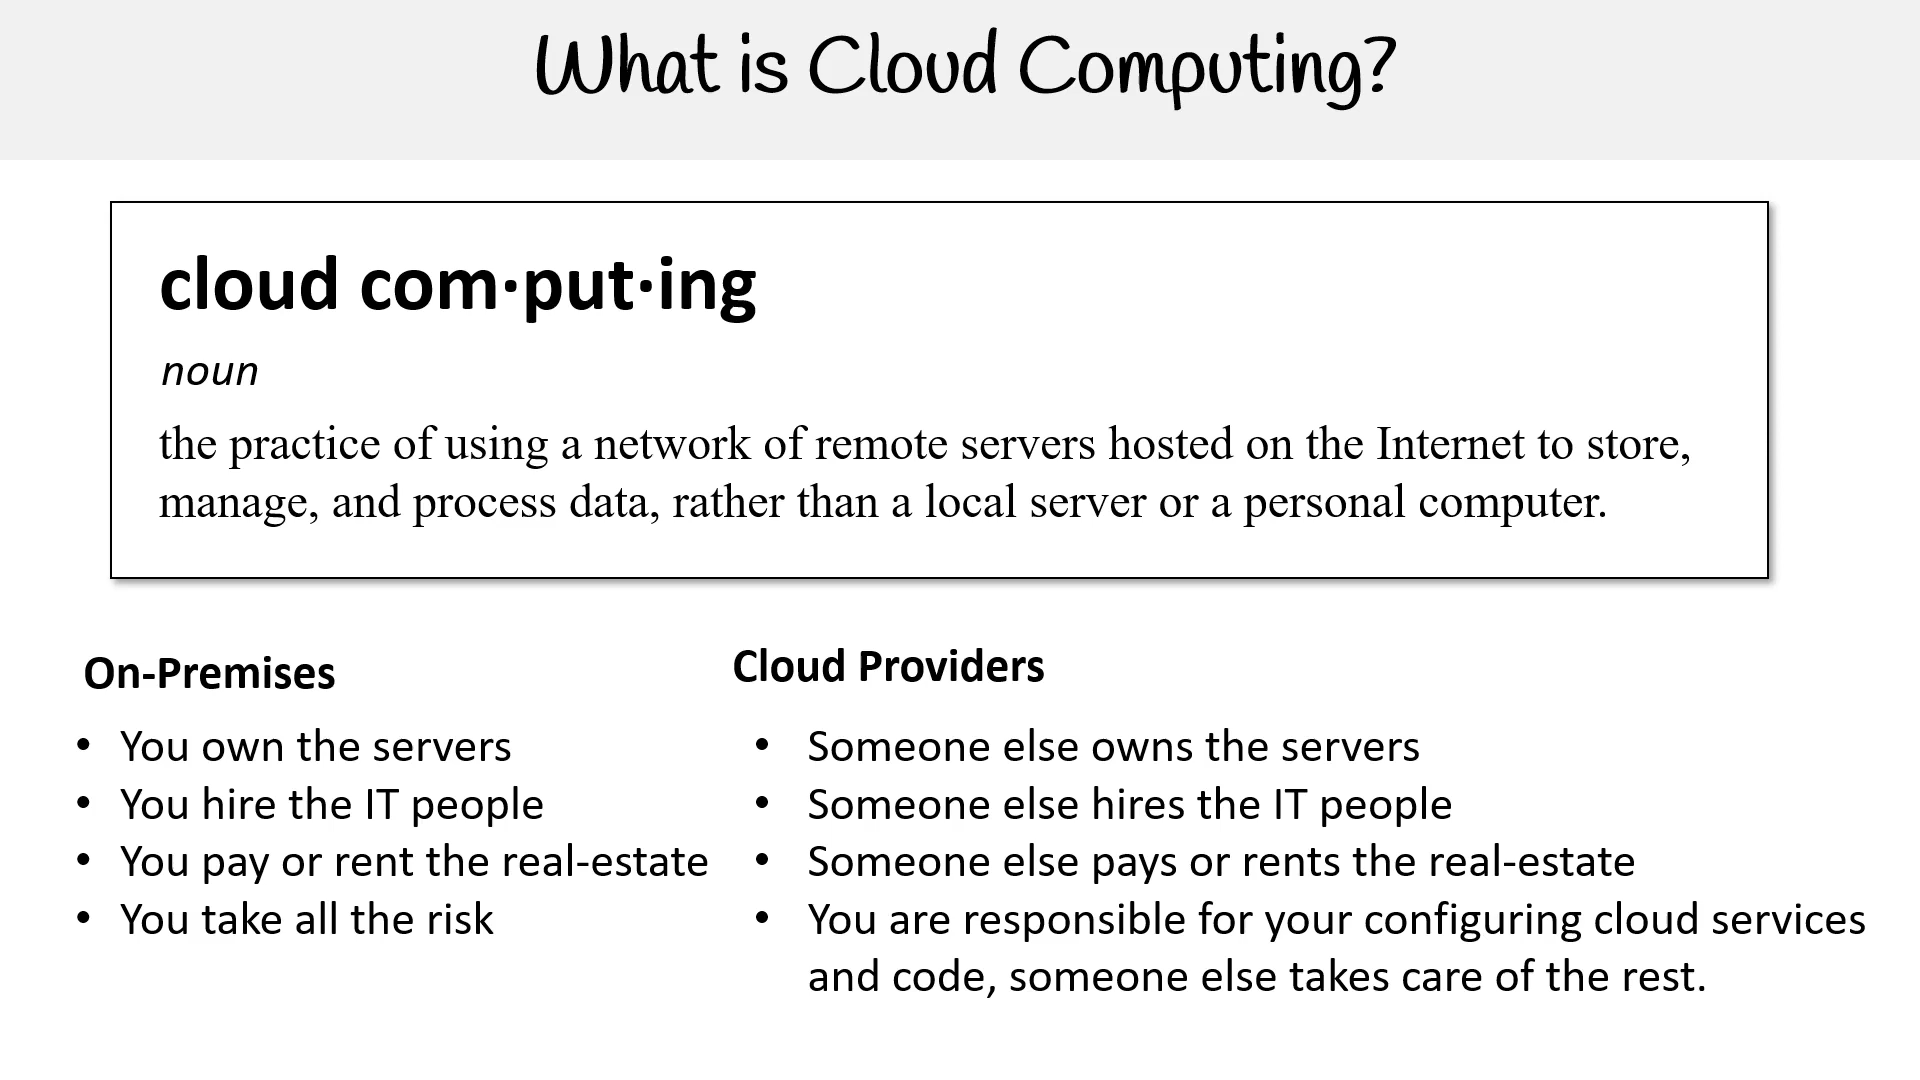 What is Cloud Computing?
cloud com·put·ing
noun
the practice of using a network of remote servers hosted on the Internet to store,
manage, and process data, rather than a local server or a personal computer.
On-Premises
• You own the servers
• You hire the IT people
• You pay or rent the real-estate
• You take all the risk
Cloud Providers
• Someone else owns the servers
• Someone else hires the IT people
• Someone else pays or rents the real-estate
• You are responsible for your configuring cloud services
and code, someone else takes care of the rest.